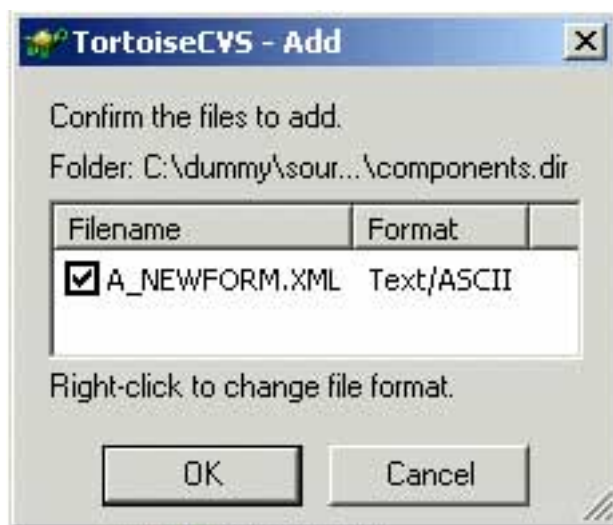 TortoiseCVS - Add
Confirm the files to add.
Folder: C:\dummy\sour...\components.dir
Filename Format
A_NEWFORM.XML Text/ASCII
Right-click to change file format.
OK Cancel